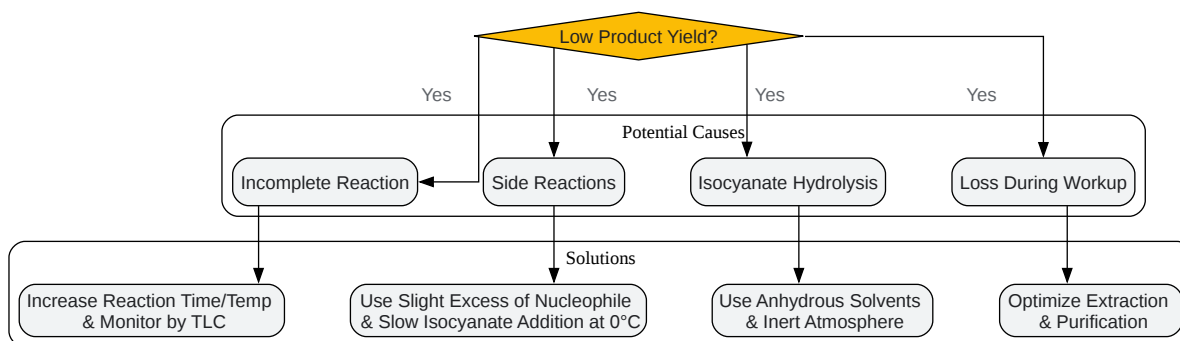 Low Product Yield?
Yes
Yes
Yes
Yes
Potential Causes
Incomplete Reaction
Side Reactions
Isocyanate Hydrolysis
Loss During Workup
Solutions
Increase Reaction Time/Temp
& Monitor by TLC
Use Slight Excess of Nucleophile
& Slow Isocyanate Addition at 0°C
Use Anhydrous Solvents
& Inert Atmosphere
Optimize Extraction
& Purification